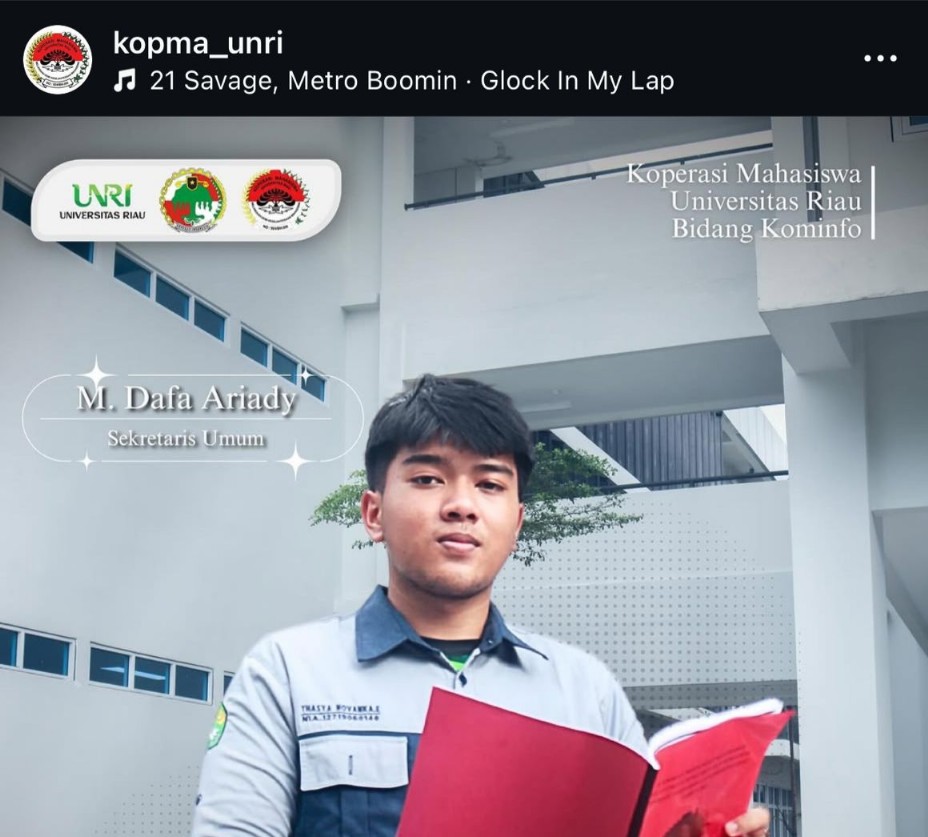 kopma_unri
21 Savage, Metro Boomin · Glock In My Lap
UNRI
UNIVERSITAS RIAU
Koperasi Mahasiswa
Universitas Riau
Bidang Kominfo
M. Dafa Ariady
Sekretaris Umum